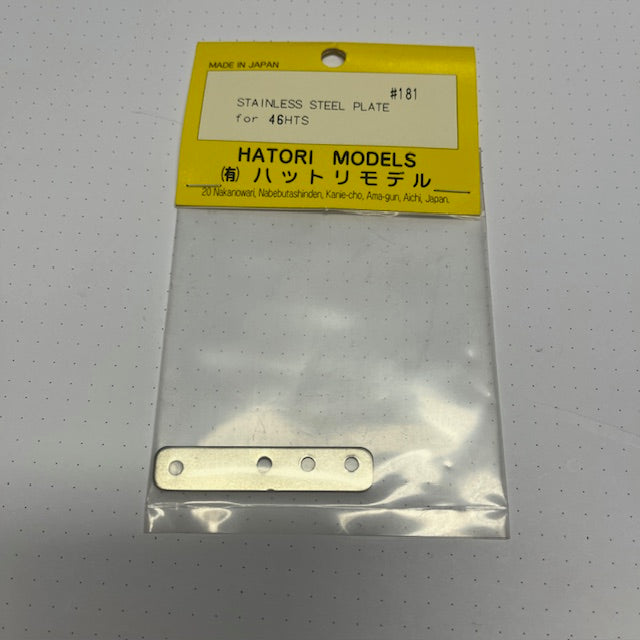 MADE IN JAPAN
#181
STAINLESS STEEL PLATE
for 46HTS
HATORI MODELS
㈲ ハットリモデル
20 Nakanowari, Nabebutashinden, Kanie-cho, Ama-gun, Aichi, Japan.